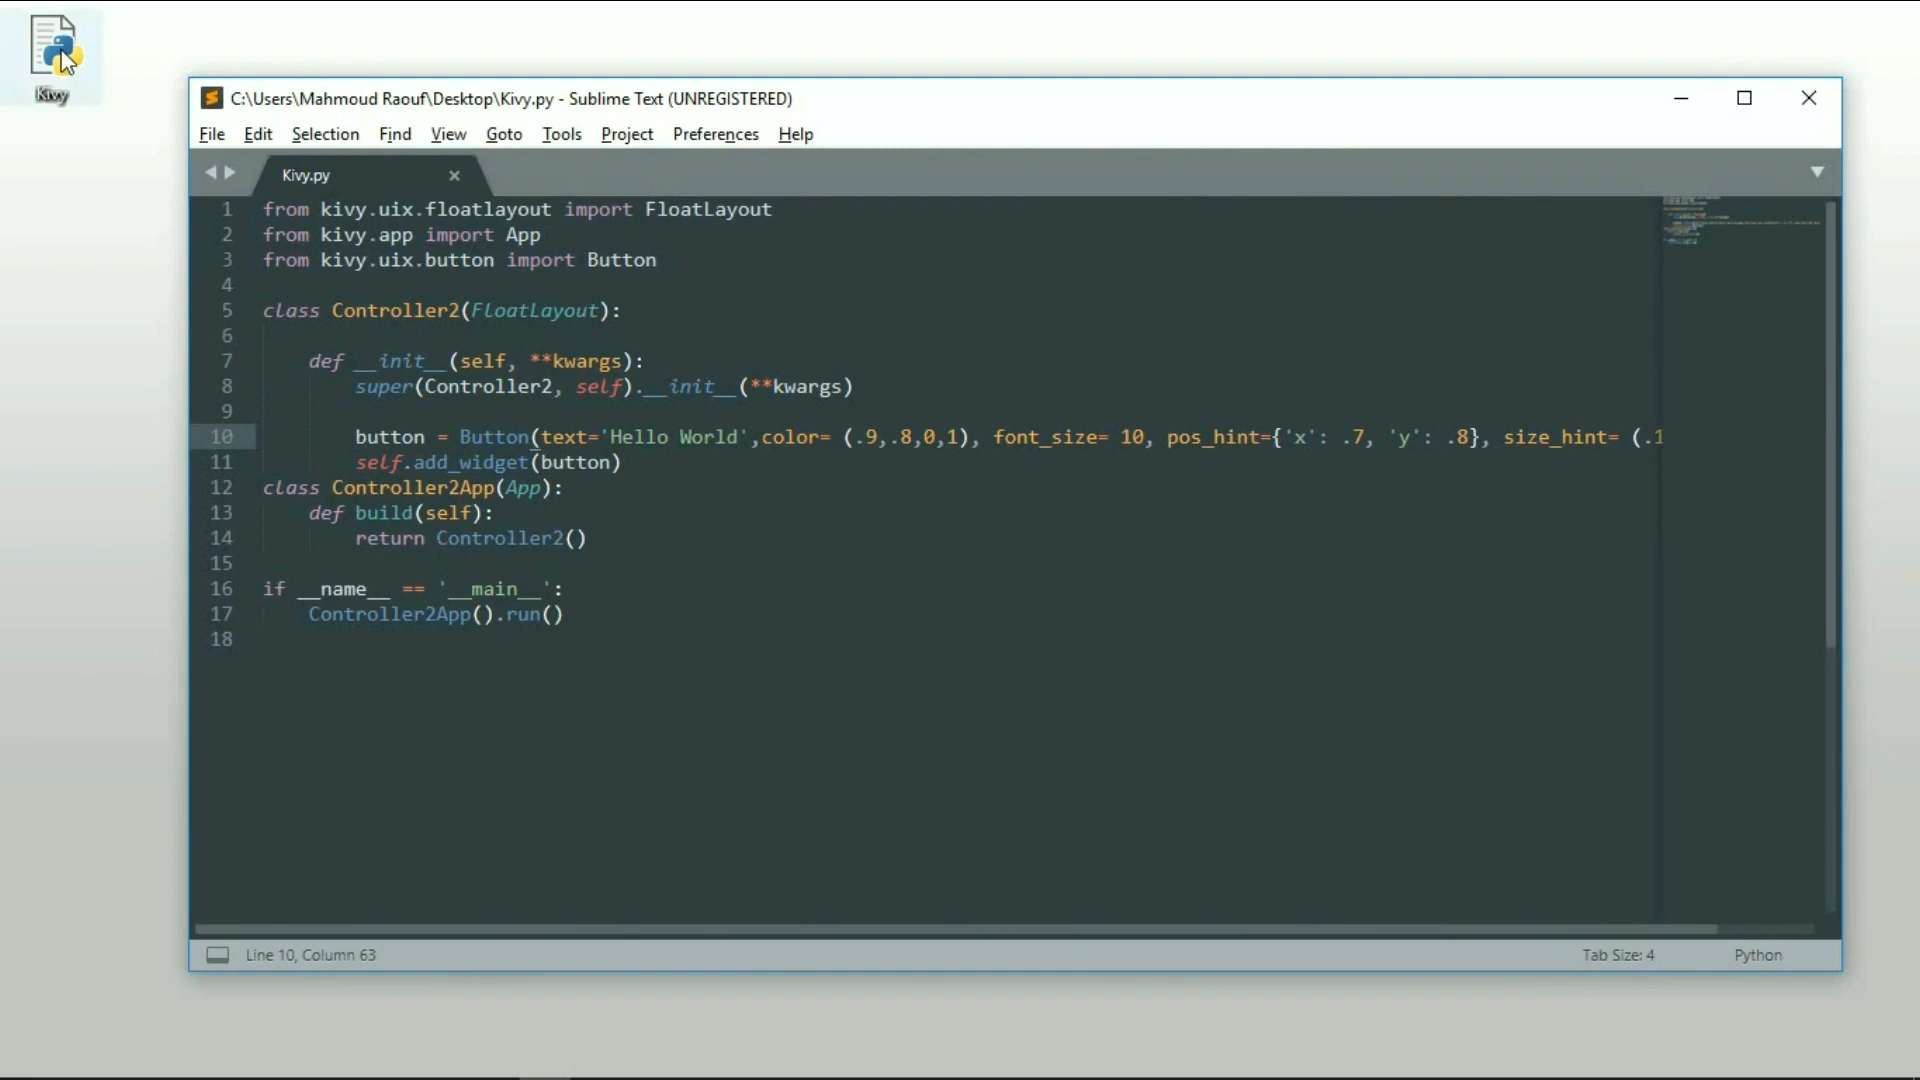 Kivy
C:\Users\Mahmoud Raouf\Desktop\Kivy.py - Sublime Text (UNREGISTERED)
File Edit Selection Find View Goto Tools Project Preferences Help
Kivy.py
1 from kivy.uix.floatlayout import FloatLayout
2 from kivy.app import App
3 from kivy.uix.button import Button
4
5 class Controller2(FloatLayout):
6
7     def __init__(self, **kwargs):
8         super(Controller2, self).__init__(**kwargs)
9
10         button = Button(text='Hello World',color= (.9,.8,0,1), font_size= 10, pos_hint={'x': .7, 'y': .8}, size_hint= (.1
11         self.add_widget(button)
12 class Controller2App(App):
13     def build(self):
14         return Controller2()
15
16 if __name__ == '__main__':
17     Controller2App().run()
18
Line 10, Column 63
Tab Size: 4
Python